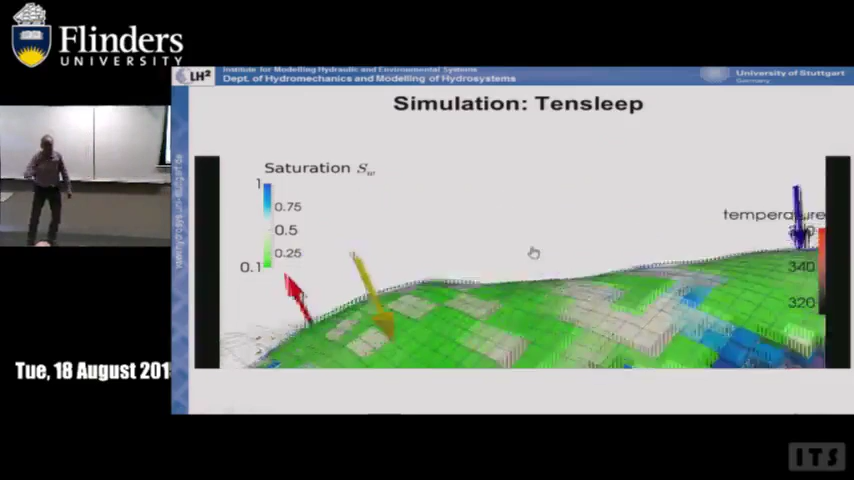 Flinders
UNIVERSITY
LH²
Institute for Modelling Hydraulic and Environmental Systems
Dept. of Hydromechanics and Modelling of Hydrosystems
University of Stuttgart
Germany
Simulation: Tensleep
Saturation Sw
1
0.75
0.5
0.25
0.1
temperature
340
320
Tue, 18 August 201
ITS